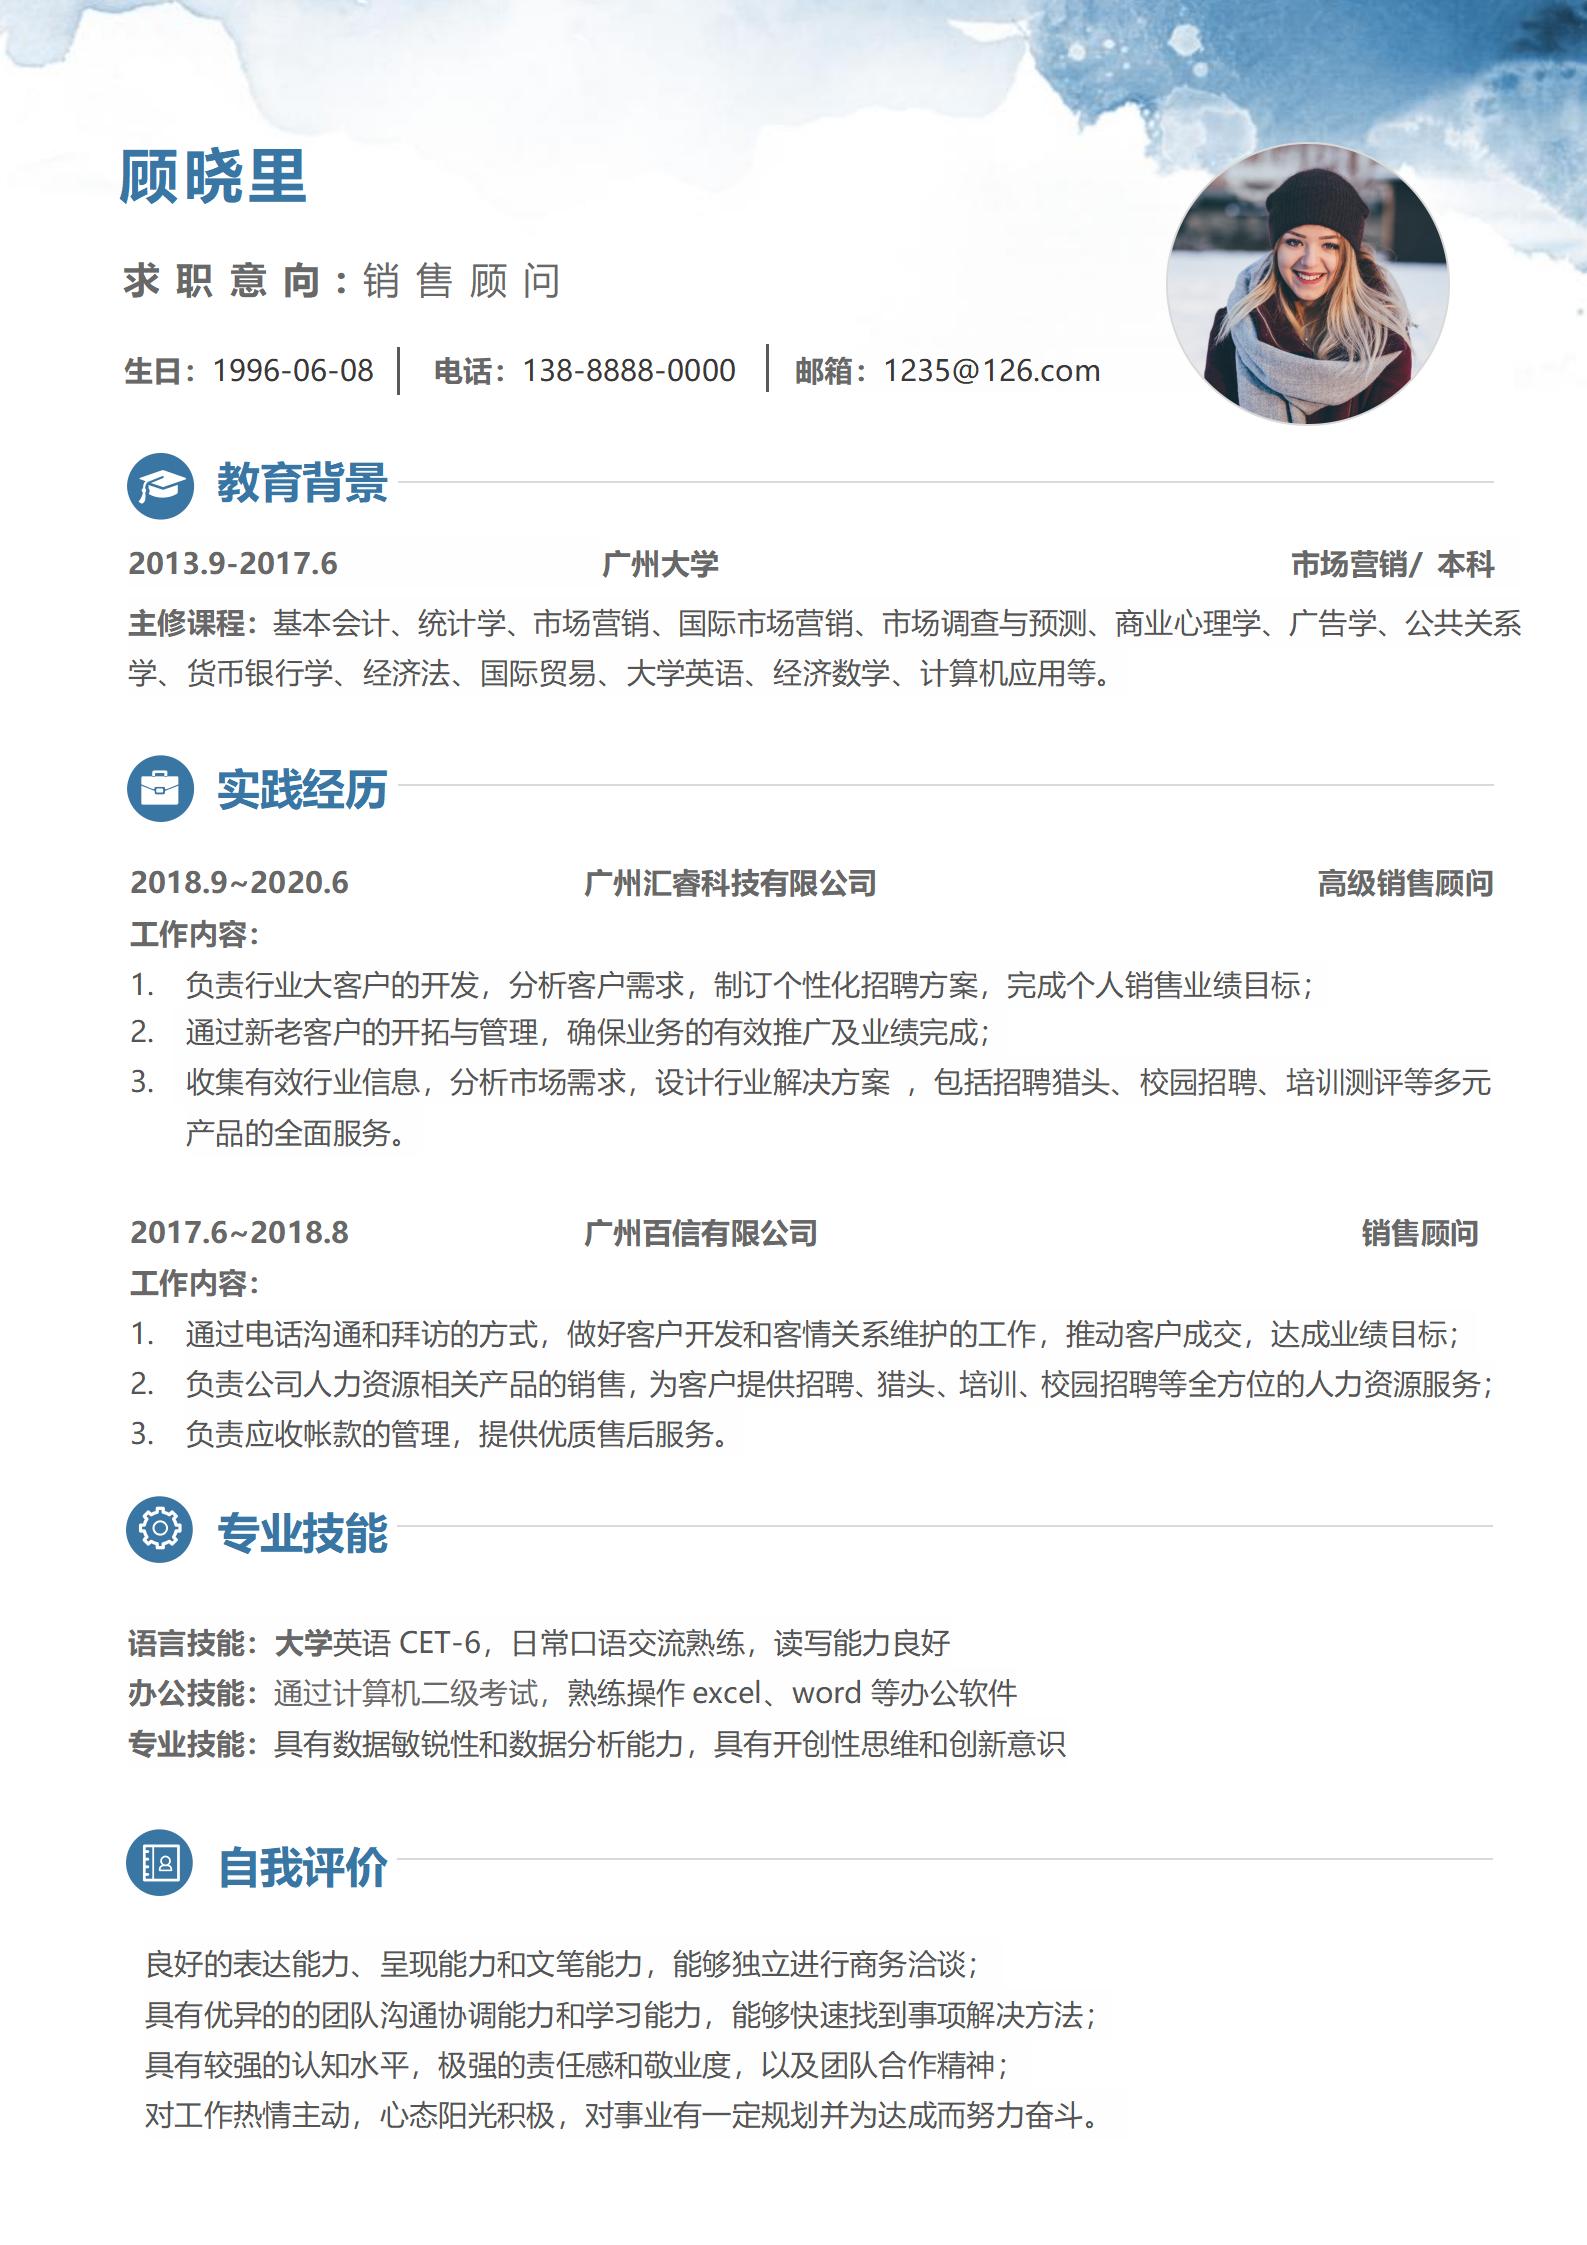 顾晓里
求职意向:销售顾问
生日：1996-06-08 电话：138-8888-0000 邮箱：1235@126.com
教育背景
2013.9-2017.6 广州大学 市场营销/ 本科
主修课程：基本会计、统计学、市场营销、国际市场营销、市场调查与预测、商业心理学、广告学、公共关系
学、货币银行学、经济法、国际贸易、大学英语、经济数学、计算机应用等。
实践经历
2018.9~2020.6 广州汇睿科技有限公司 高级销售顾问
工作内容：
1. 负责行业大客户的开发，分析客户需求，制订个性化招聘方案，完成个人销售业绩目标；
2. 通过新老客户的开拓与管理，确保业务的有效推广及业绩完成；
3. 收集有效行业信息，分析市场需求，设计行业解决方案 ，包括招聘猎头、校园招聘、培训测评等多元
产品的全面服务。
2017.6~2018.8 广州百信有限公司 销售顾问
工作内容：
1. 通过电话沟通和拜访的方式，做好客户开发和客情关系维护的工作，推动客户成交，达成业绩目标；
2. 负责公司人力资源相关产品的销售，为客户提供招聘、猎头、培训、校园招聘等全方位的人力资源服务；
3. 负责应收帐款的管理，提供优质售后服务。
专业技能
语言技能：大学英语 CET-6，日常口语交流熟练，读写能力良好
办公技能：通过计算机二级考试，熟练操作 excel、word 等办公软件
专业技能：具有数据敏锐性和数据分析能力，具有开创性思维和创新意识
自我评价
良好的表达能力、呈现能力和文笔能力，能够独立进行商务洽谈；
具有优异的的团队沟通协调能力和学习能力，能够快速找到事项解决方法；
具有较强的认知水平，极强的责任感和敬业度，以及团队合作精神；
对工作热情主动，心态阳光积极，对事业有一定规划并为达成而努力奋斗。